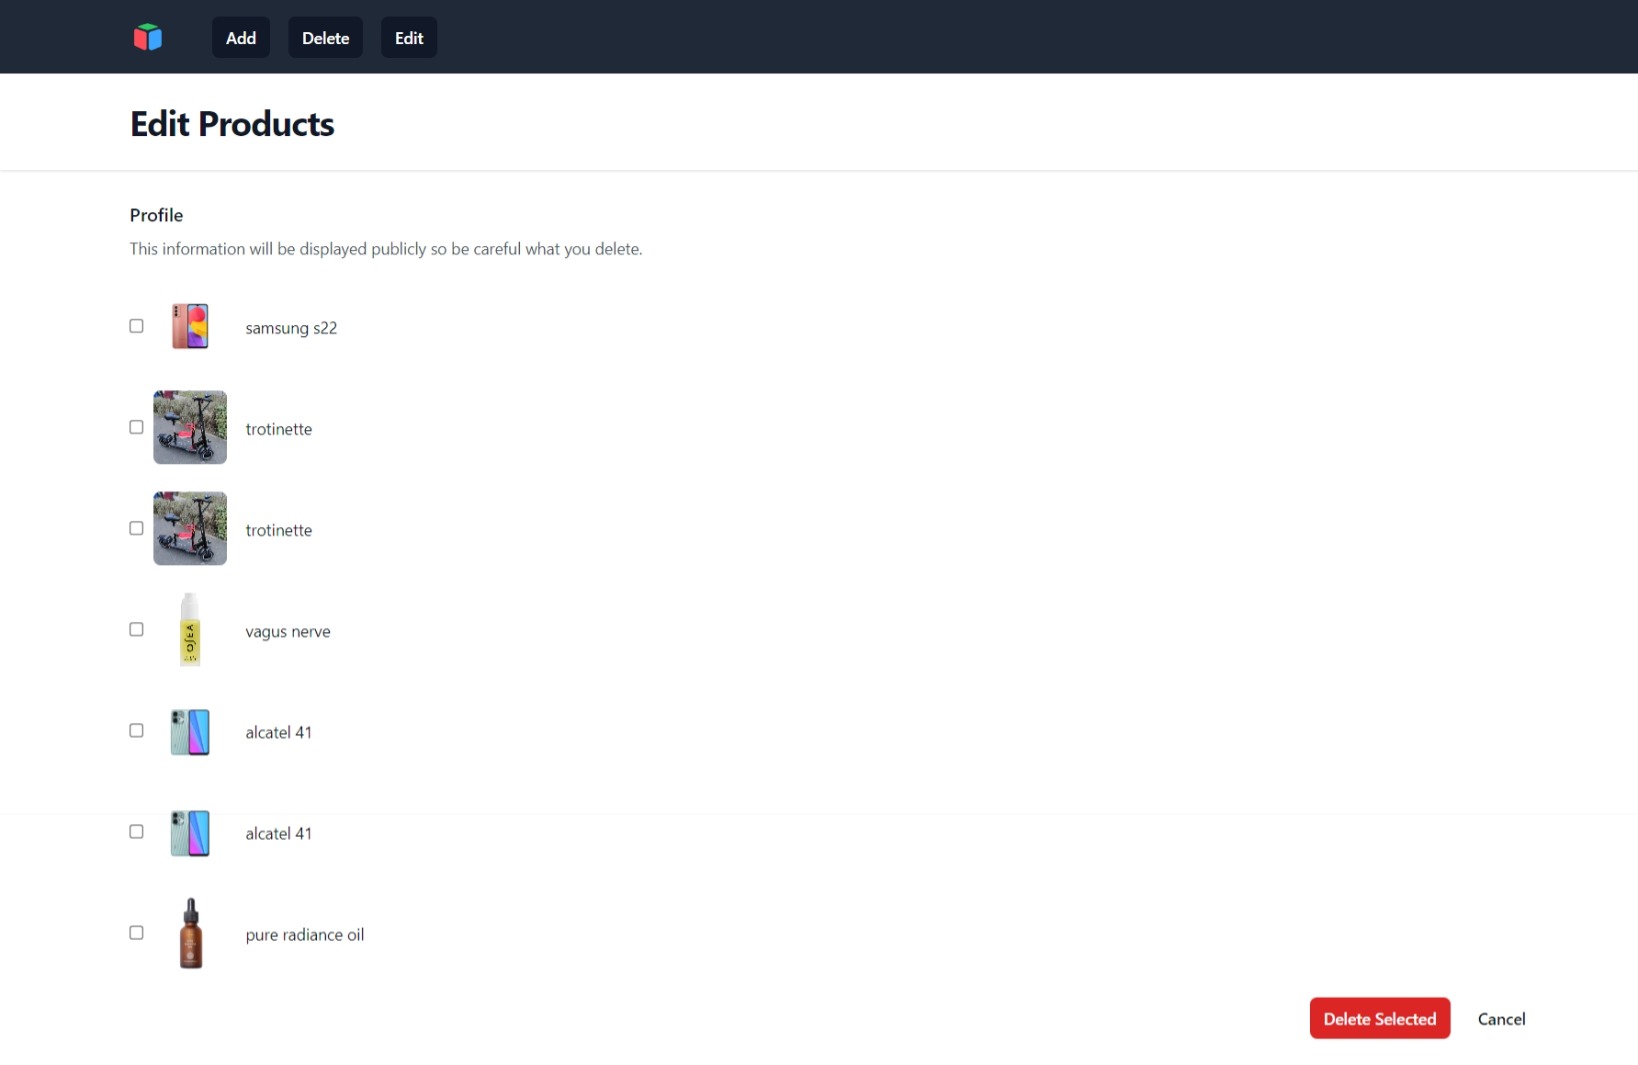 Add Delete Edit
Edit Products
Profile
This information will be displayed publicly so be careful what you delete.
samsung s22
trotinette
trotinette
OSEA
vagus nerve
alcatel 41
alcatel 41
pure radiance oil
Delete Selected Cancel